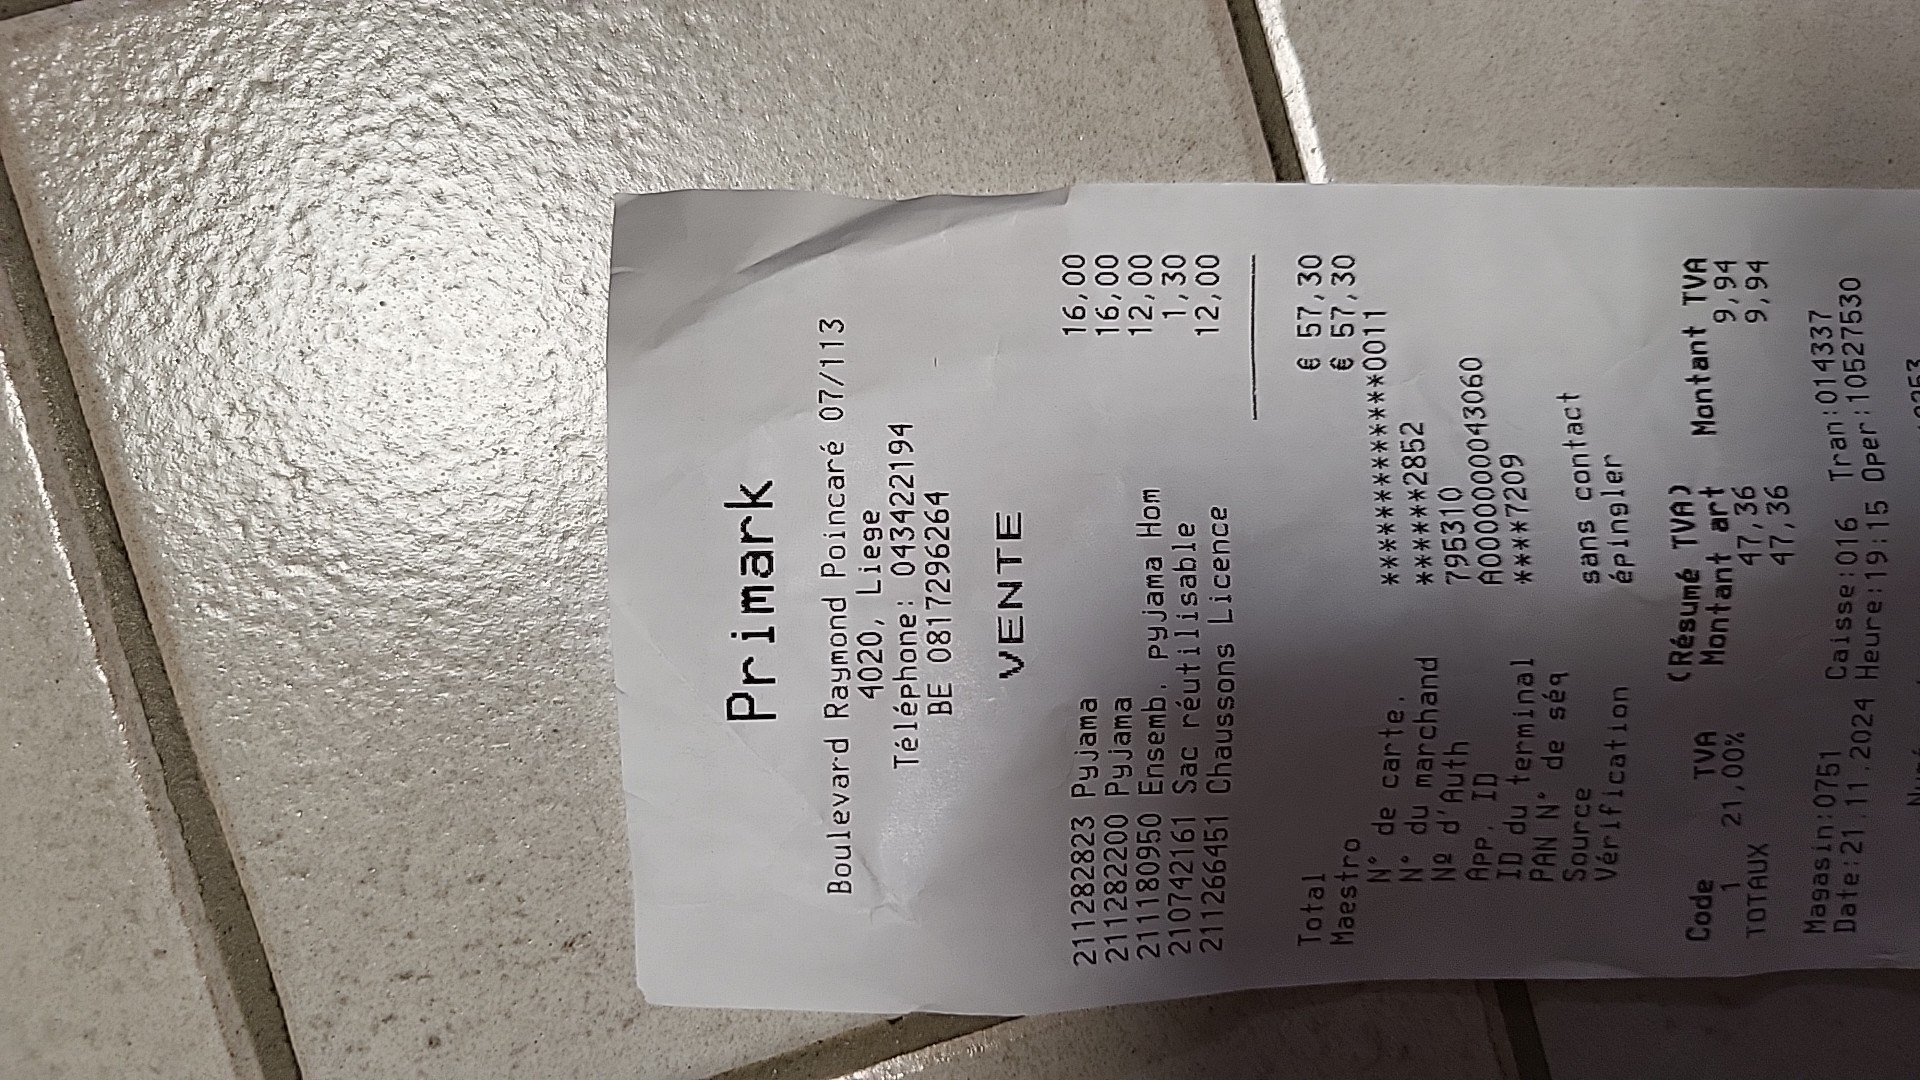 Primark
Boulevard Raymond Poincaré 07/113
4020, Liege
Téléphone: 043422194
BE 0817296264
VENTE
211282823 Pyjama 16,00
211282200 Pyjama 16,00
211180950 Ensemb. pyjama Hom 12,00
210742161 Sac réutilisable 1,30
211266451 Chaussons Licence 12,00
Total € 57,30
Maestro € 57,30
N° de carte. ***************0011
N° du marchand ******2852
Nº d'Auth 795310
App. ID A0000000043060
ID du terminal ****7209
PAN N° de séq
Source sans contact
Vérification épingler
(Résumé TVA)
Code TVA Montant art Montant TVA
1 21,00% 47,36 9,94
TOTAUX 47,36 9,94
Magasin:0751 Caisse:016 Tran:014337
Date:21.11.2024 Heure:19:15 Oper:10527530